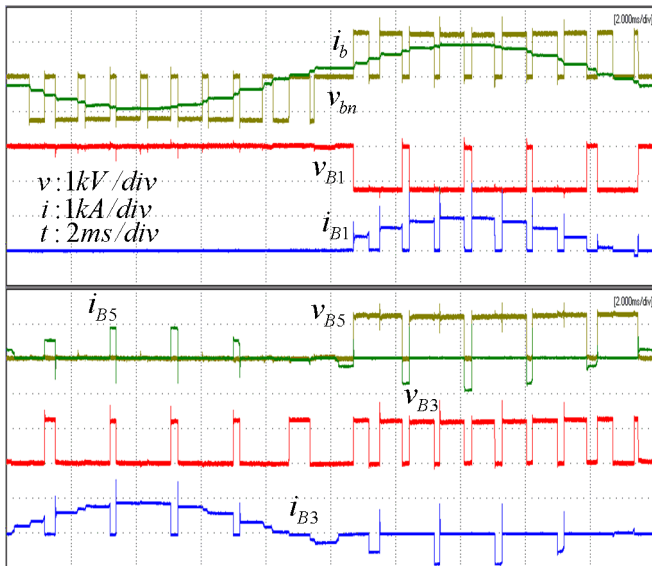 [2.000ms/div]
i_b
v_bn
v_B1
v : 1kV / div
i : 1kA / div
t : 2ms / div
i_B1
[2.000ms/div]
i_B5
v_B5
v_B3
i_B3